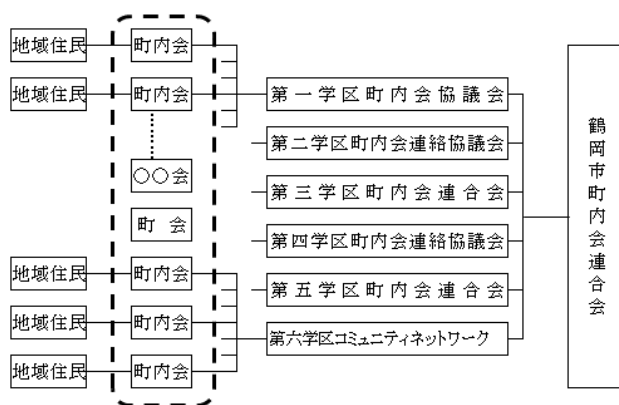 地域住民
町内会
地域住民
町内会
○○会
町 会
地域住民
町内会
地域住民
町内会
地域住民
町内会
第一学区町内会協議会
第二学区町内会連絡協議会
第三学区町内会連合会
第四学区町内会連絡協議会
第五学区町内会連合会
第六学区コミュニティネットワーク
鶴岡市町内会連合会